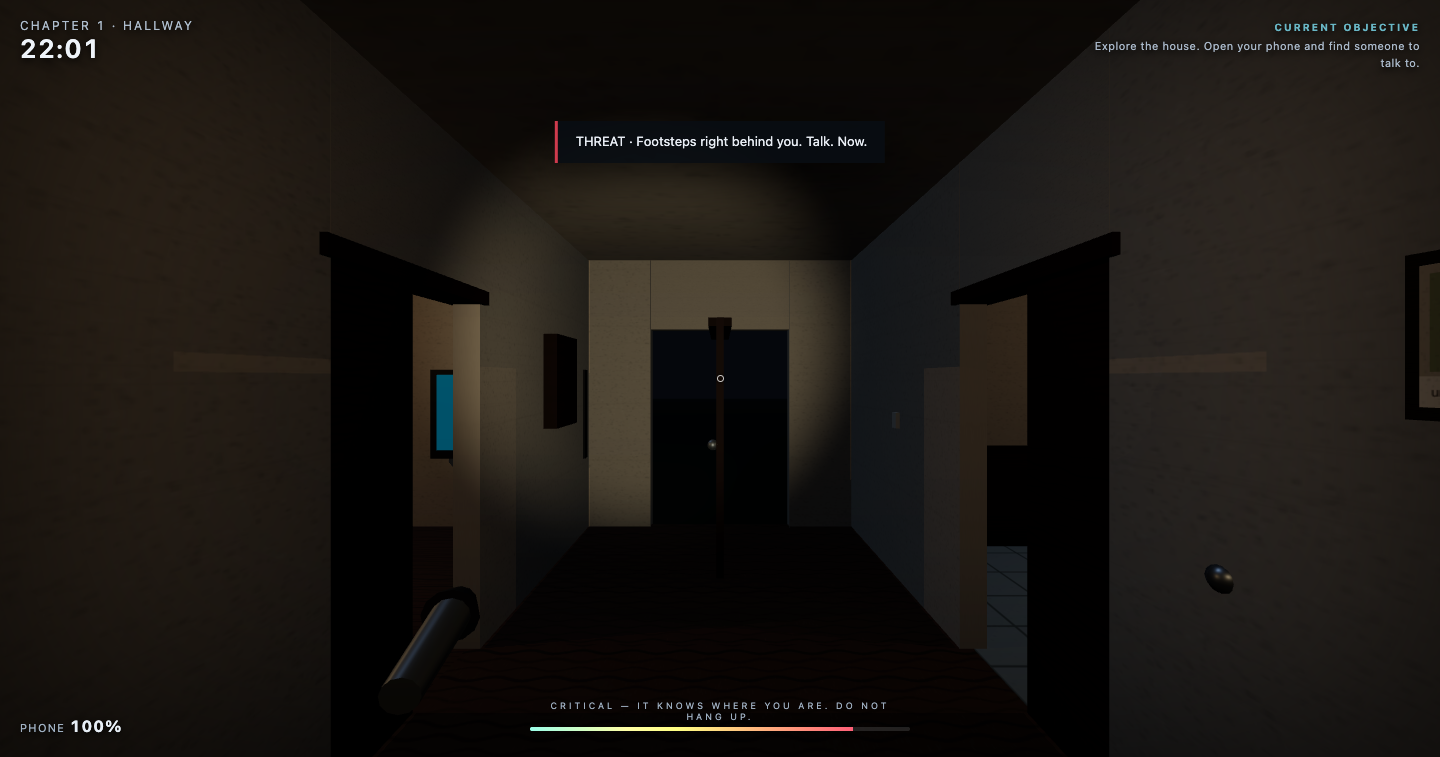 CHAPTER 1 · HALLWAY
22:01
CURRENT OBJECTIVE
Explore the house. Open your phone and find someone to
talk to.
THREAT · Footsteps right behind you. Talk. Now.
CRITICAL — IT KNOWS WHERE YOU ARE. DO NOT
HANG UP.
PHONE 100%